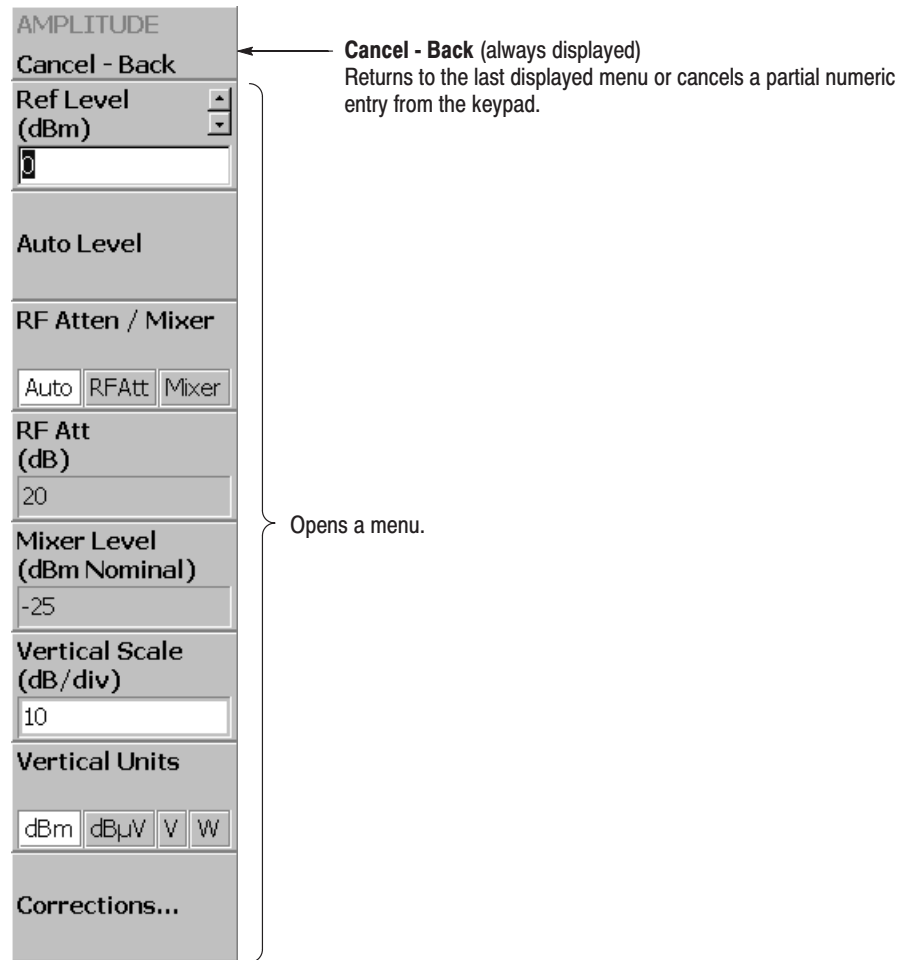 AMPLITUDE
Cancel - Back
Ref Level
(dBm)
0
Auto Level
RF Atten / Mixer
Auto RFAtt Mixer
RF Att
(dB)
20
Mixer Level
(dBm Nominal)
-25
Vertical Scale
(dB/div)
10
Vertical Units
dBm dBµV V W
Corrections...
Cancel - Back (always displayed)
Returns to the last displayed menu or cancels a partial numeric
entry from the keypad.
Opens a menu.